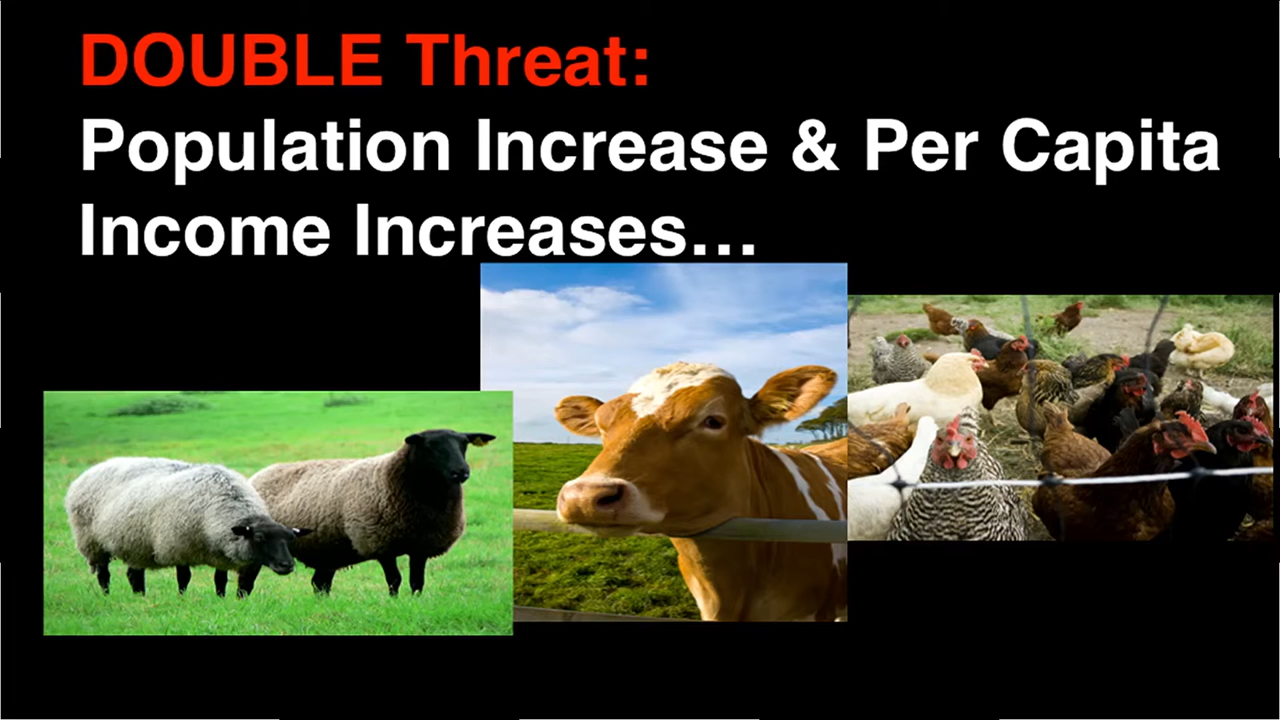 DOUBLE Threat:
Population Increase & Per Capita
Income Increases…